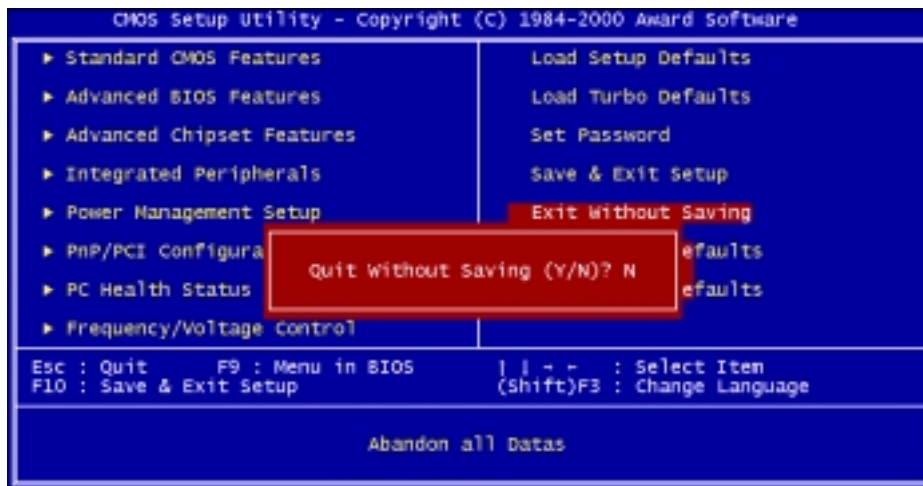 CMOS Setup Utility - Copyright (C) 1984-2000 Award Software
▶ Standard CMOS Features
▶ Advanced BIOS Features
▶ Advanced Chipset Features
▶ Integrated Peripherals
▶ Power Management Setup
▶ PnP/PCI Configura
▶ PC Health Status
▶ Frequency/Voltage Control
Load Setup Defaults
Load Turbo Defaults
Set Password
Save & Exit Setup
Exit Without Saving
efaults
efaults
Quit Without Saving (Y/N)? N
Esc : Quit F9 : Menu in BIOS
F10 : Save & Exit Setup
: Select Item
(Shift)F3 : Change Language
Abandon all Datas